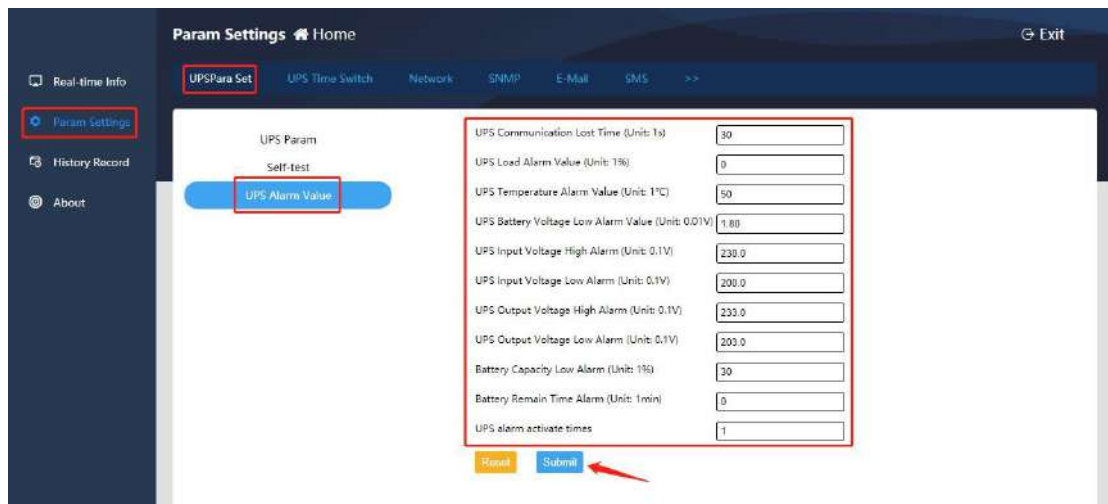 Param Settings Home
Exit
Real-time Info
Param Settings
History Record
About
UPSPara Set UPS Time Switch Network SNMP E-Mail SMS >>
UPS Param
Self-test
UPS Alarm Value
UPS Communication Lost Time (Unit: 1s) 30
UPS Load Alarm Value (Unit: 1%) 0
UPS Temperature Alarm Value (Unit: 1°C) 50
UPS Battery Voltage Low Alarm Value (Unit: 0.01V) 1.80
UPS Input Voltage High Alarm (Unit: 0.1V) 230.0
UPS Input Voltage Low Alarm (Unit: 0.1V) 200.0
UPS Output Voltage High Alarm (Unit: 0.1V) 233.0
UPS Output Voltage Low Alarm (Unit: 0.1V) 203.0
Battery Capacity Low Alarm (Unit: 1%) 30
Battery Remain Time Alarm (Unit: 1min) 0
UPS alarm activate times 1
Reset Submit